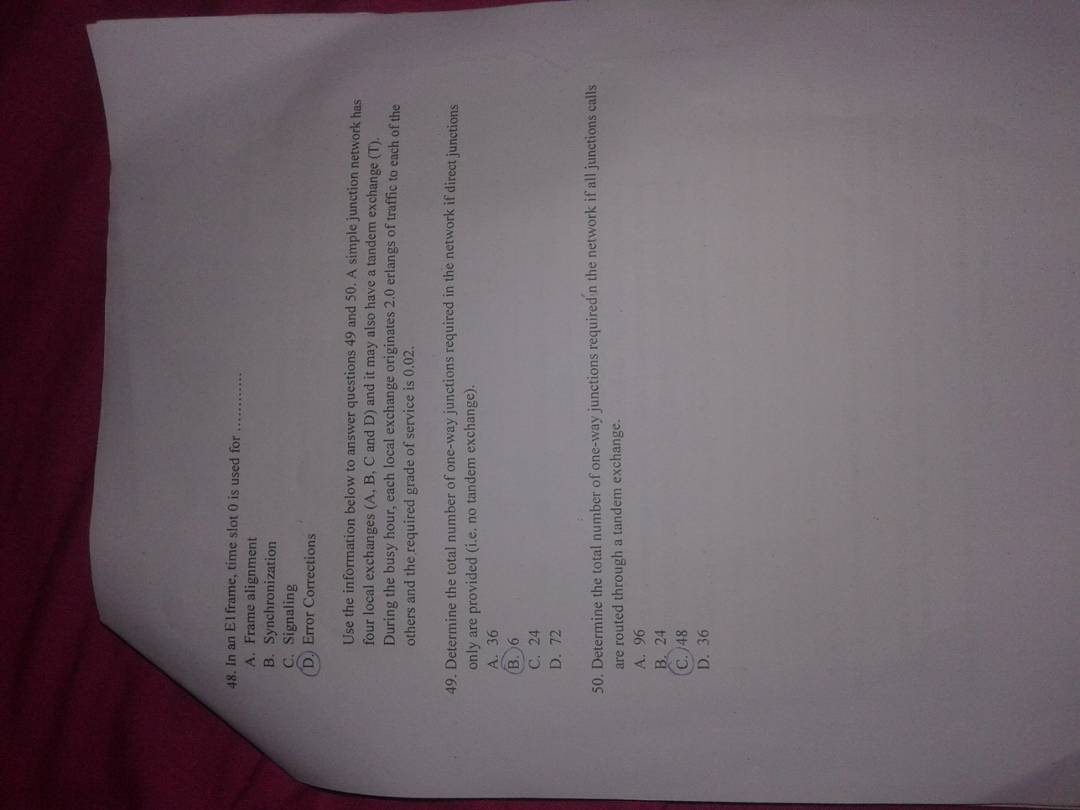 48. In an E1 frame, time slot 0 is used for ............
A. Frame alignment
B. Synchronization
C. Signaling
D. Error Corrections
Use the information below to answer questions 49 and 50. A simple junction network has
four local exchanges (A, B, C and D) and it may also have a tandem exchange (T).
During the busy hour, each local exchange originates 2.0 erlangs of traffic to each of the
others and the required grade of service is 0.02.
49. Determine the total number of one-way junctions required in the network if direct junctions
only are provided (i.e. no tandem exchange).
A. 36
B. 6
C. 24
D. 72
50. Determine the total number of one-way junctions required n the network if all junctions calls
are routed through a tandem exchange.
A. 96
B. 24
C. 48
D. 36